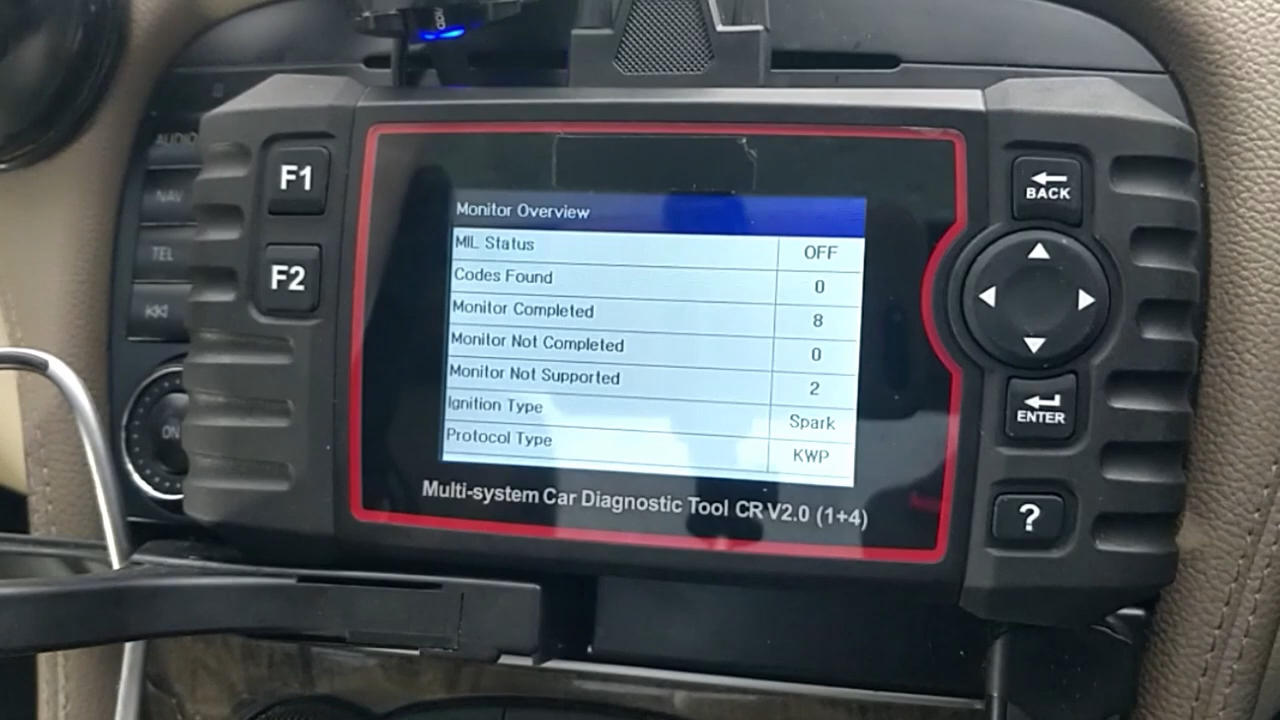 AUDIO
NAV
TEL
ON
F1
F2
Monitor Overview
MIL Status OFF
Codes Found 0
Monitor Completed 8
Monitor Not Completed 0
Monitor Not Supported 2
Ignition Type Spark
Protocol Type KWP
Multi-system Car Diagnostic Tool CR V2.0 (1+4)
BACK
ENTER
?